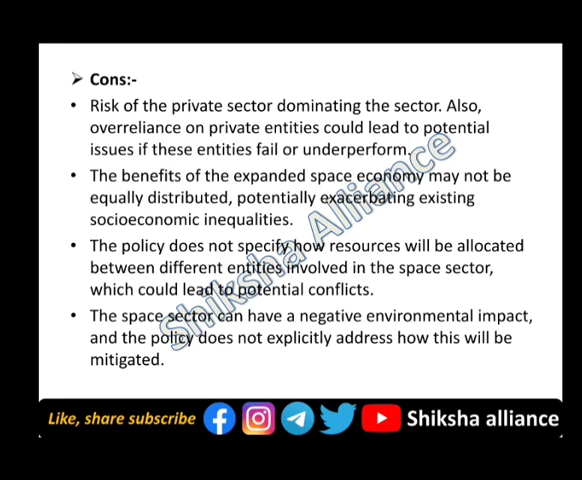 ➤ Cons:-
• Risk of the private sector dominating the sector. Also,
overreliance on private entities could lead to potential
issues if these entities fail or underperform.
• The benefits of the expanded space economy may not be
equally distributed, potentially exacerbating existing
socioeconomic inequalities.
• The policy does not specify how resources will be allocated
between different entities involved in the space sector,
which could lead to potential conflicts.
• The space sector can have a negative environmental impact,
and the policy does not explicitly address how this will be
mitigated.
Shiksha Alliance
Like, share subscribe Shiksha alliance